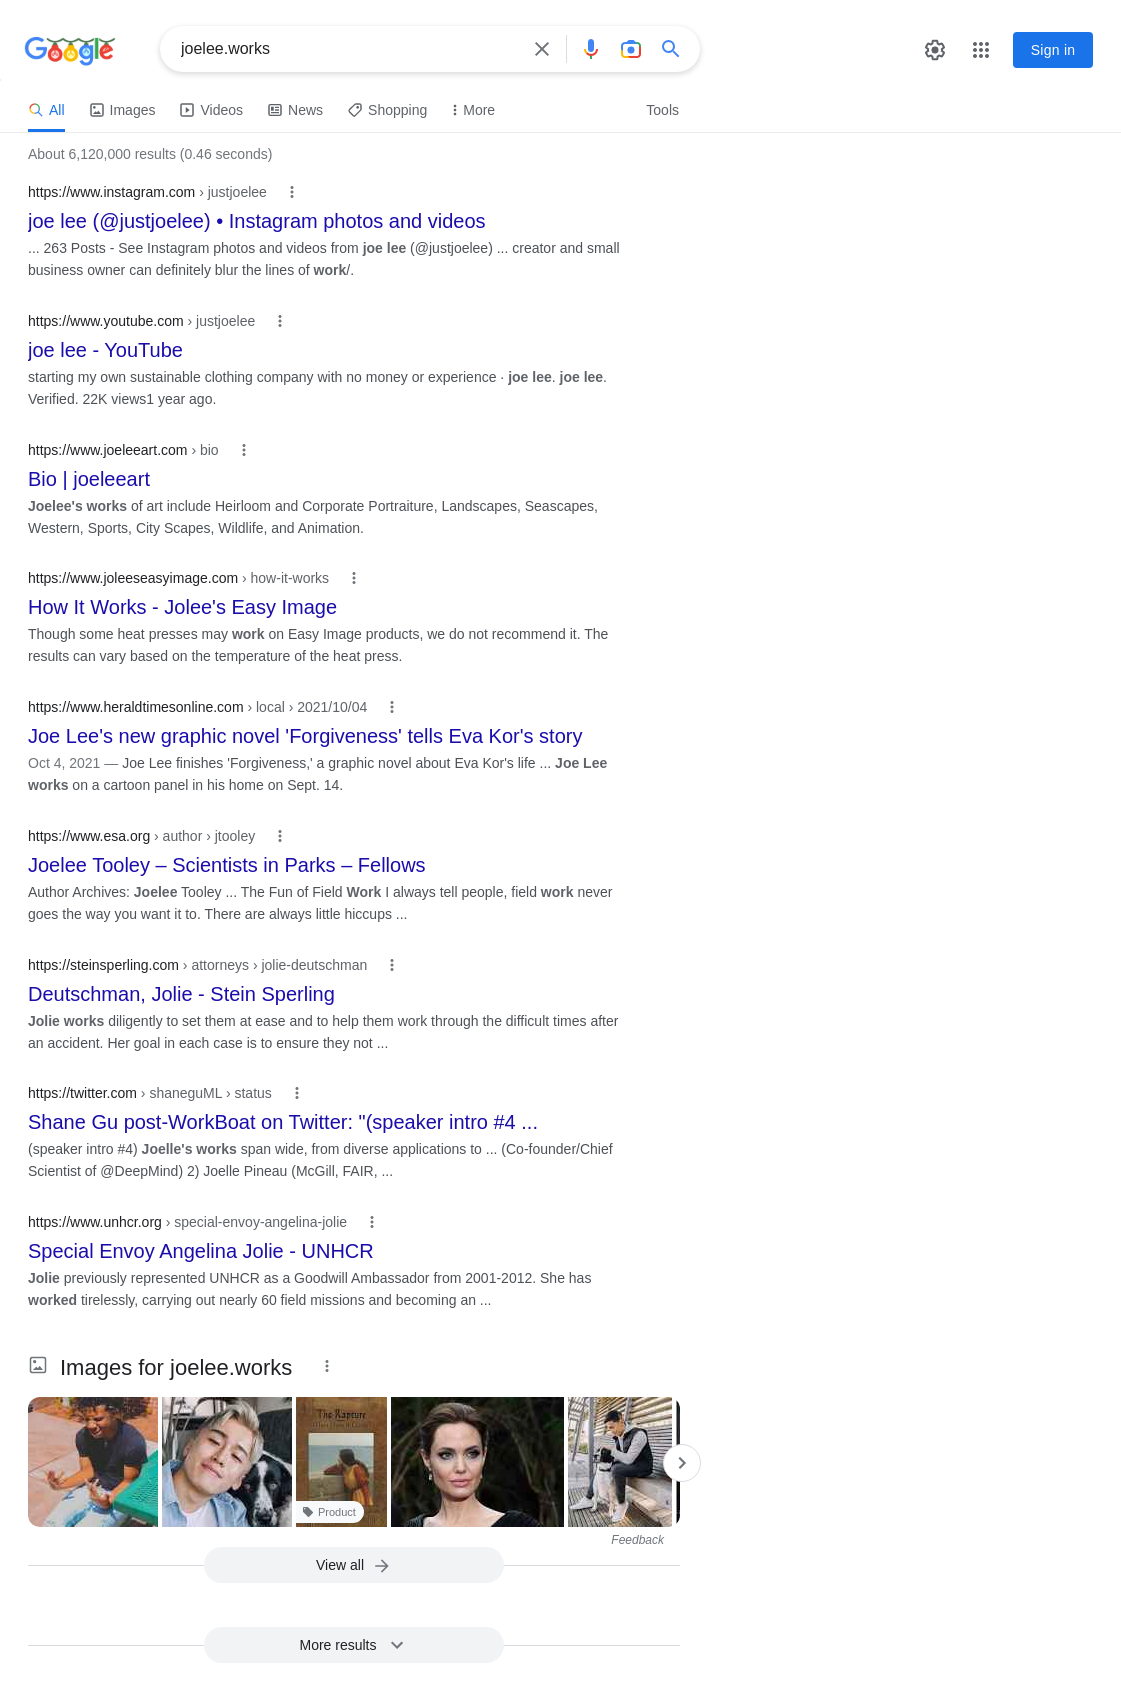 Google
joelee.works
Sign in
All
Images
Videos
News
Shopping
More
Tools
About 6,120,000 results (0.46 seconds)
https://www.instagram.com › justjoelee
joe lee (@justjoelee) • Instagram photos and videos
... 263 Posts - See Instagram photos and videos from joe lee (@justjoelee) ... creator and small
business owner can definitely blur the lines of work/.
https://www.youtube.com › justjoelee
joe lee - YouTube
starting my own sustainable clothing company with no money or experience · joe lee. joe lee.
Verified. 22K views1 year ago.
https://www.joeleeart.com › bio
Bio | joeleeart
Joelee's works of art include Heirloom and Corporate Portraiture, Landscapes, Seascapes,
Western, Sports, City Scapes, Wildlife, and Animation.
https://www.joleeseasyimage.com › how-it-works
How It Works - Jolee's Easy Image
Though some heat presses may work on Easy Image products, we do not recommend it. The
results can vary based on the temperature of the heat press.
https://www.heraldtimesonline.com › local › 2021/10/04
Joe Lee's new graphic novel 'Forgiveness' tells Eva Kor's story
Oct 4, 2021 — Joe Lee finishes 'Forgiveness,' a graphic novel about Eva Kor's life ... Joe Lee
works on a cartoon panel in his home on Sept. 14.
https://www.esa.org › author › jtooley
Joelee Tooley – Scientists in Parks – Fellows
Author Archives: Joelee Tooley ... The Fun of Field Work I always tell people, field work never
goes the way you want it to. There are always little hiccups ...
https://steinsperling.com › attorneys › jolie-deutschman
Deutschman, Jolie - Stein Sperling
Jolie works diligently to set them at ease and to help them work through the difficult times after
an accident. Her goal in each case is to ensure they not ...
https://twitter.com › shaneguML › status
Shane Gu post-WorkBoat on Twitter: "(speaker intro #4 ...
(speaker intro #4) Joelle's works span wide, from diverse applications to ... (Co-founder/Chief
Scientist of @DeepMind) 2) Joelle Pineau (McGill, FAIR, ...
https://www.unhcr.org › special-envoy-angelina-jolie
Special Envoy Angelina Jolie - UNHCR
Jolie previously represented UNHCR as a Goodwill Ambassador from 2001-2012. She has
worked tirelessly, carrying out nearly 60 field missions and becoming an ...
Images for joelee.works
The Rapture
Product
Feedback
View all
More results